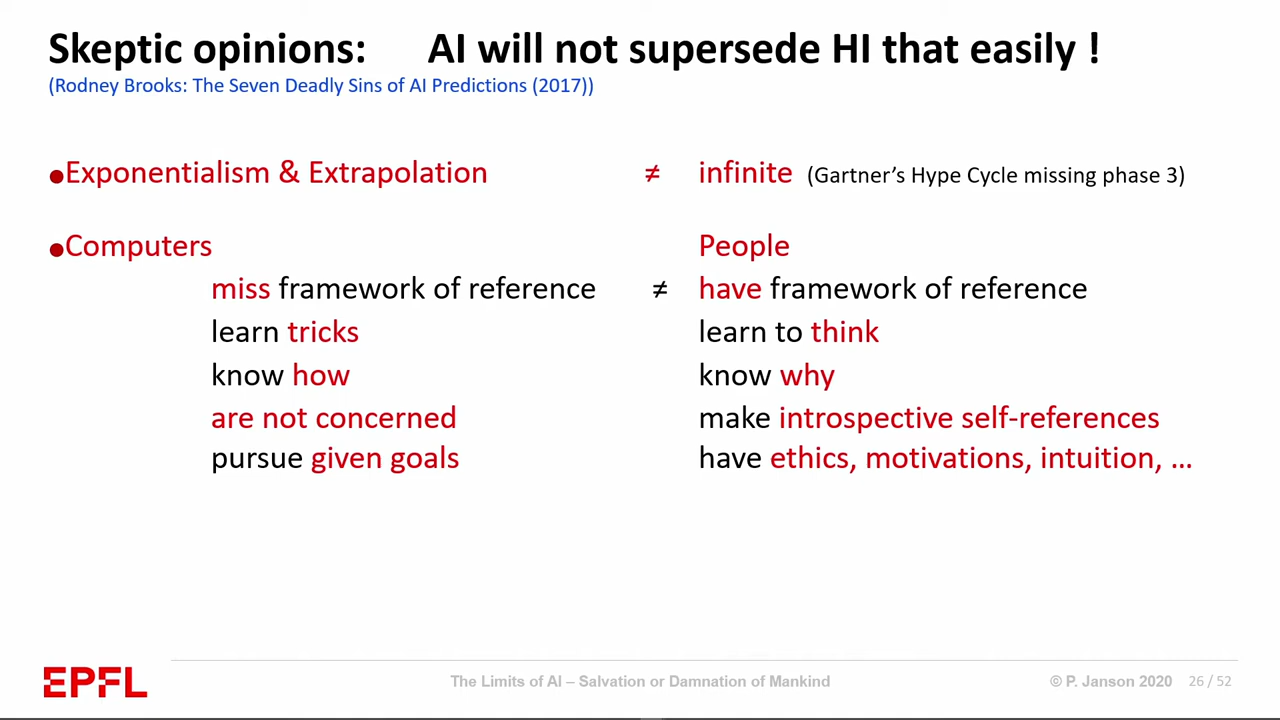 Skeptic opinions: AI will not supersede HI that easily !
(Rodney Brooks: The Seven Deadly Sins of AI Predictions (2017))
•Exponentialism & Extrapolation ≠ infinite (Gartner's Hype Cycle missing phase 3)
•Computers People
miss framework of reference ≠ have framework of reference
learn tricks learn to think
know how know why
are not concerned make introspective self-references
pursue given goals have ethics, motivations, intuition, …
EPFL The Limits of AI – Salvation or Damnation of Mankind © P. Janson 2020 26 / 52